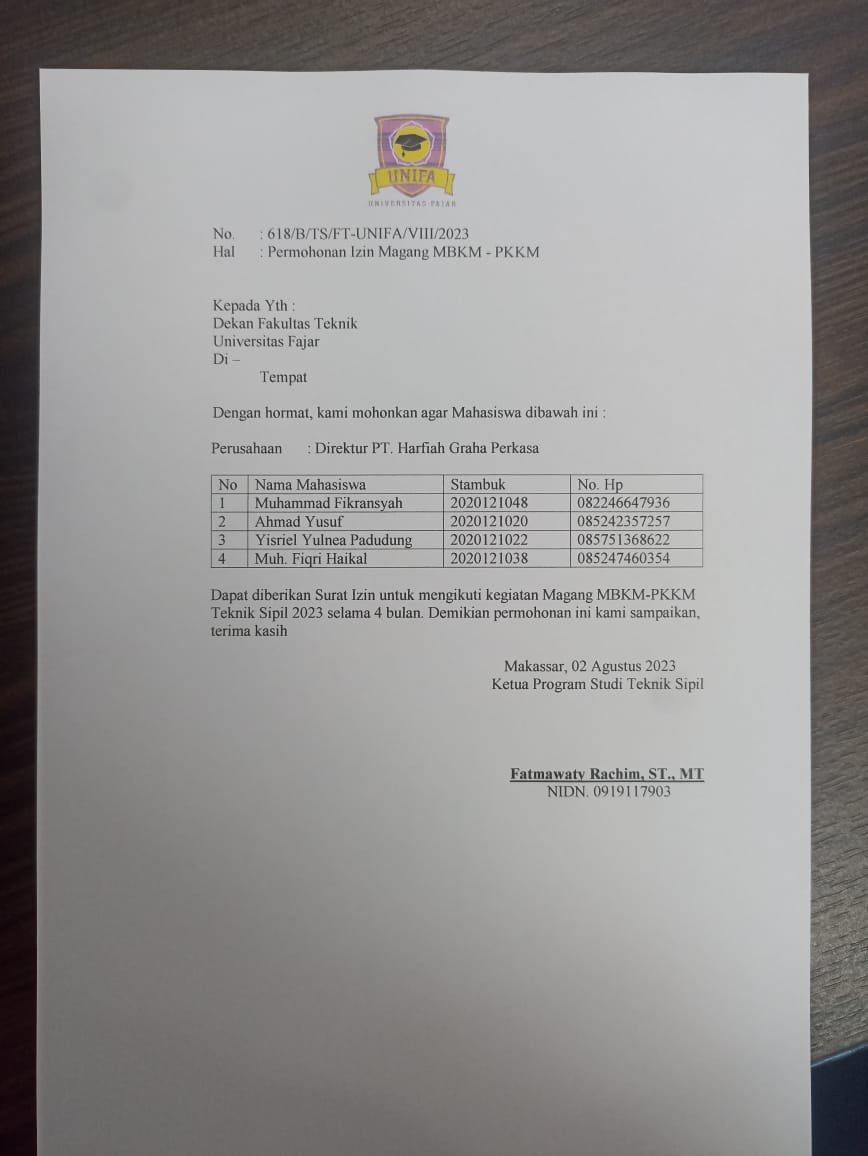 UNIFA
UNIVERSITAS FAJAR
No. : 618/B/TS/FT-UNIFA/VIII/2023
Hal : Permohonan Izin Magang MBKM - PKKM
Kepada Yth :
Dekan Fakultas Teknik
Universitas Fajar
Di –
Tempat
Dengan hormat, kami mohonkan agar Mahasiswa dibawah ini :
Perusahaan : Direktur PT. Harfiah Graha Perkasa
No Nama Mahasiswa Stambuk No. Hp
1 Muhammad Fikransyah 2020121048 082246647936
2 Ahmad Yusuf 2020121020 085242357257
3 Yisriel Yulnea Padudung 2020121022 085751368622
4 Muh. Fiqri Haikal 2020121038 085247460354
Dapat diberikan Surat Izin untuk mengikuti kegiatan Magang MBKM-PKKM
Teknik Sipil 2023 selama 4 bulan. Demikian permohonan ini kami sampaikan,
terima kasih
Makassar, 02 Agustus 2023
Ketua Program Studi Teknik Sipil
Fatmawaty Rachim, ST., MT
NIDN. 0919117903